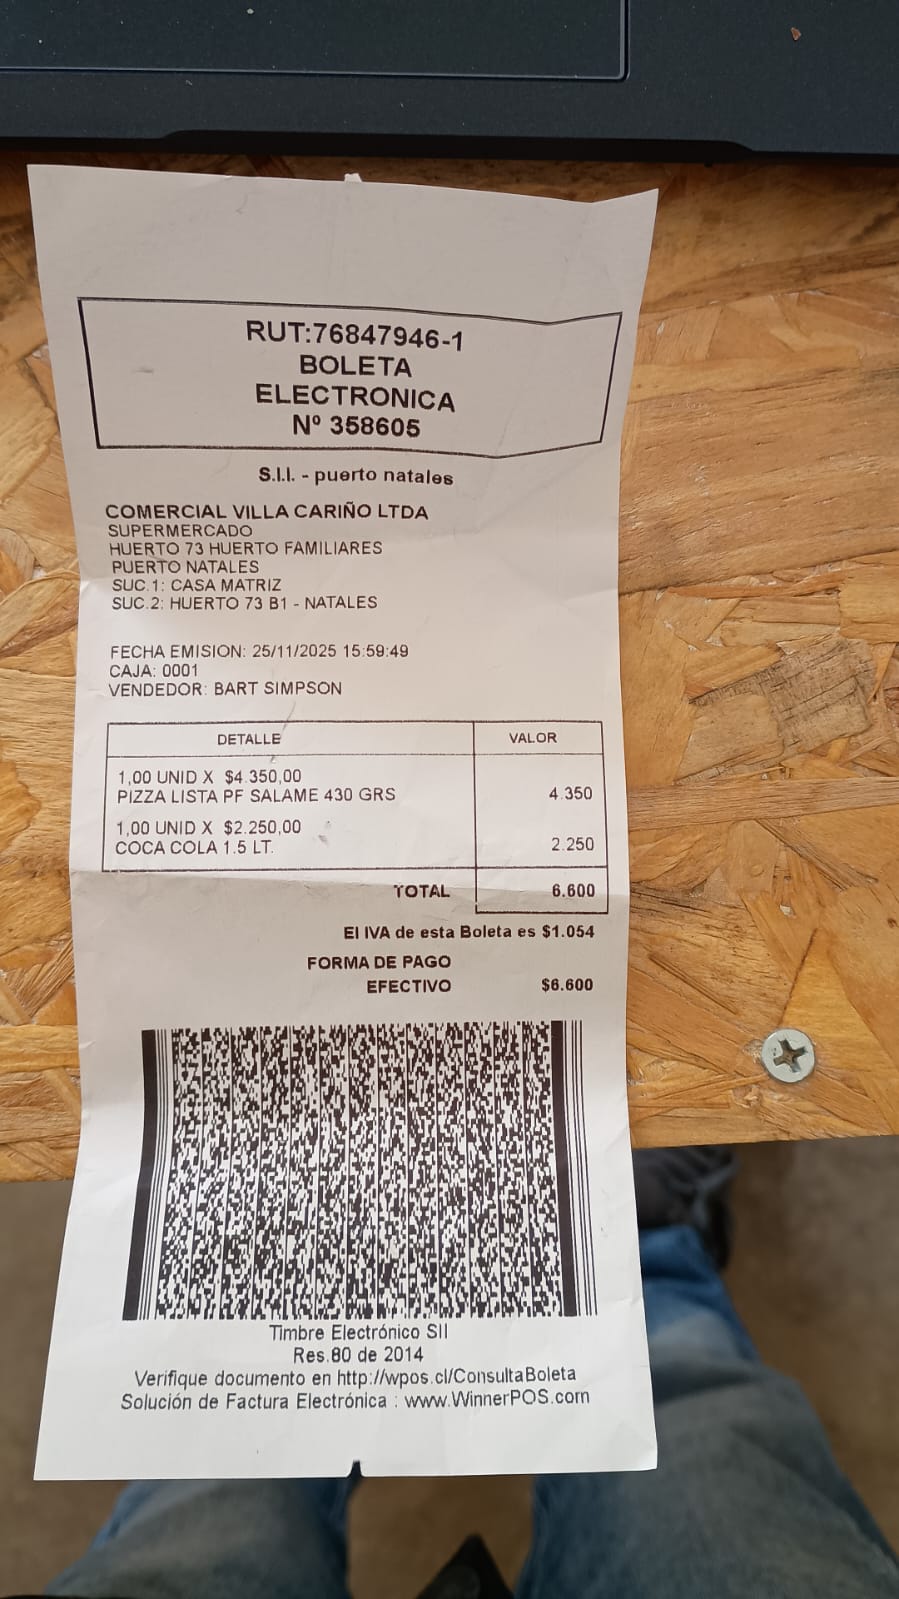 RUT:76847946-1
BOLETA
ELECTRONICA
Nº 358605
S.I.I. - puerto natales
COMERCIAL VILLA CARIÑO LTDA
SUPERMERCADO
HUERTO 73 HUERTO FAMILIARES
PUERTO NATALES
SUC.1: CASA MATRIZ
SUC.2: HUERTO 73 B1 - NATALES
FECHA EMISION: 25/11/2025 15:59:49
CAJA: 0001
VENDEDOR: BART SIMPSON
DETALLE VALOR
1,00 UNID X $4.350,00
PIZZA LISTA PF SALAME 430 GRS 4.350
1,00 UNID X $2.250,00
COCA COLA 1.5 LT. 2.250
TOTAL 6.600
El IVA de esta Boleta es $1.054
FORMA DE PAGO
EFECTIVO $6.600
Timbre Electrónico SII
Res.80 de 2014
Verifique documento en http://wpos.cl/ConsultaBoleta
Solución de Factura Electrónica : www.WinnerPOS.com